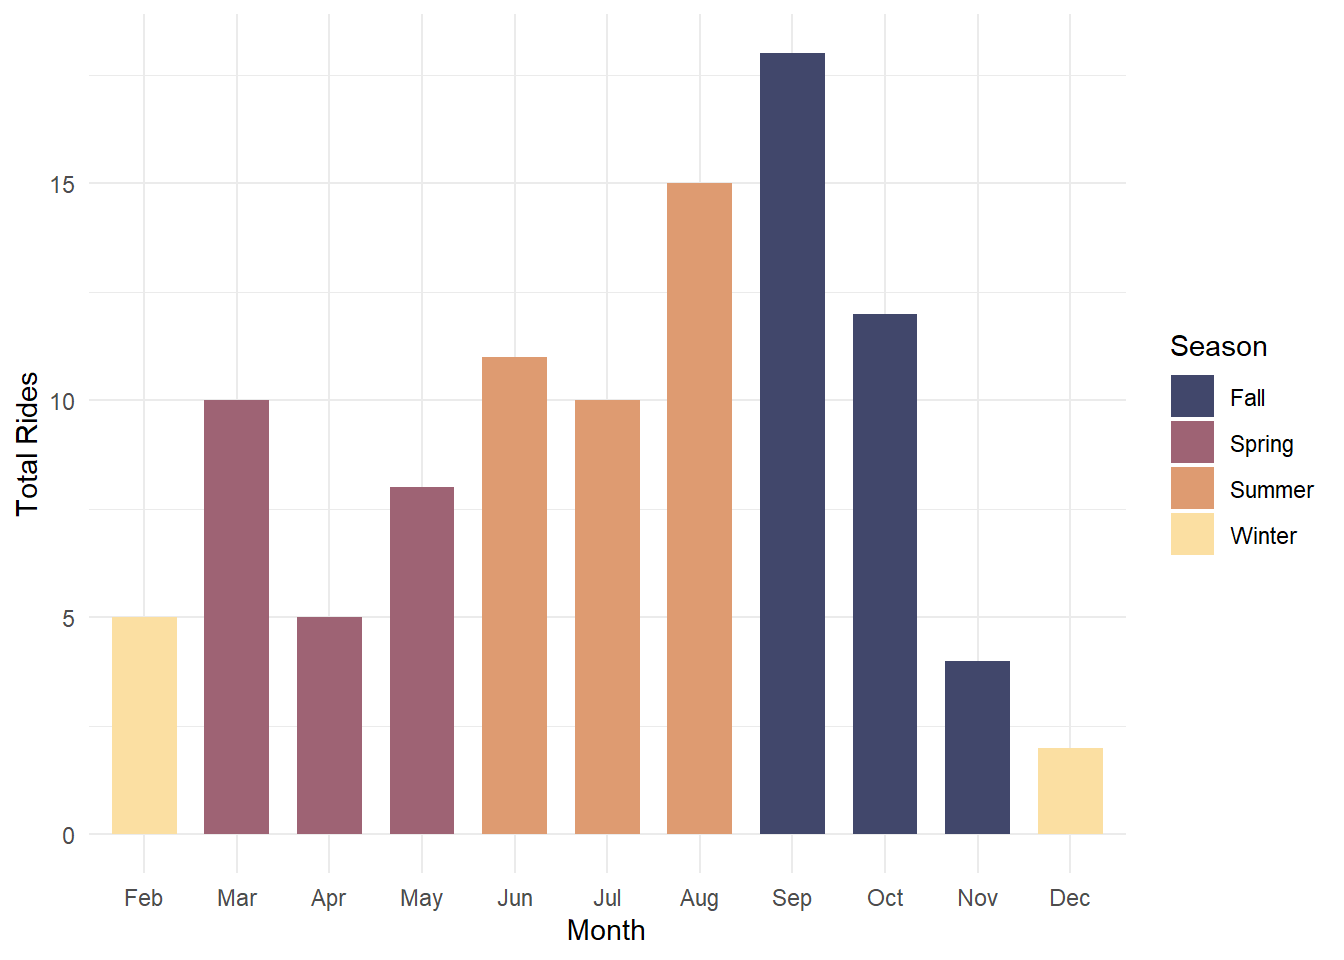 Total Rides
15
10
5
0
Feb Mar Apr May Jun Jul Aug Sep Oct Nov Dec
Month
Season
Fall
Spring
Summer
Winter